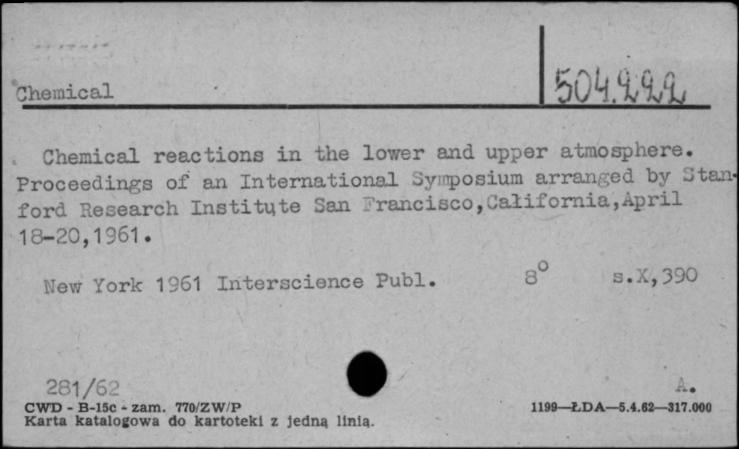 Chemical
504.222
Chemical reactions in the lower and upper atmosphere.
Proceedings of an International Symposium arranged by Stan-
ford Research Institute San Francisco,California,April
18-20,1961.
New York 1961 Interscience Publ. 8° s.X,390
281/62 A.
CWD - B-15c - zam. 770/ZW/P 1199—ŁDA—5.4.62—317.000
Karta katalogowa do kartoteki z jedną linią.